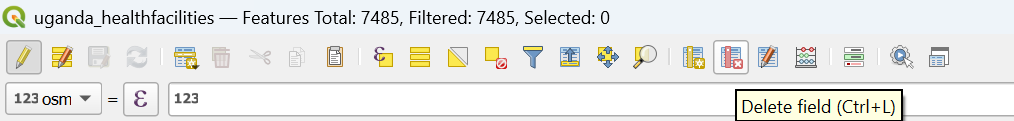 uganda_healthfacilities — Features Total: 7485, Filtered: 7485, Selected: 0
123 osm = ε 123
Delete field (Ctrl+L)